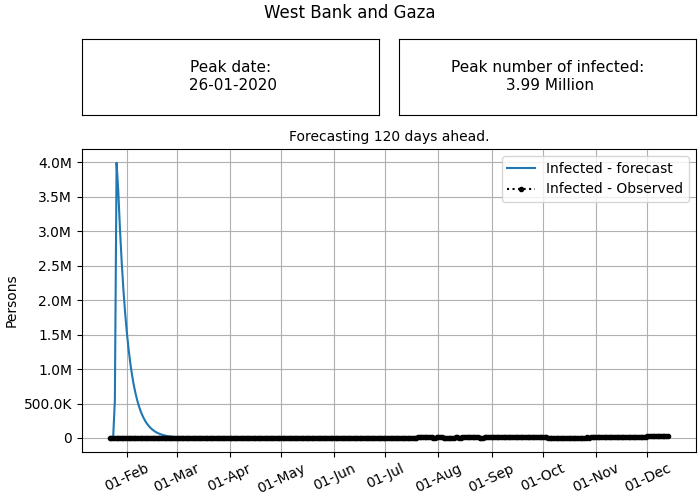 West Bank and Gaza
Peak date:
26-01-2020
Peak number of infected:
3.99 Million
Forecasting 120 days ahead.
Infected - forecast
Infected - Observed
Persons
4.0M
3.5M
3.0M
2.5M
2.0M
1.5M
1.0M
500.0K
0
01-Feb
01-Mar
01-Apr
01-May
01-Jun
01-Jul
01-Aug
01-Sep
01-Oct
01-Nov
01-Dec